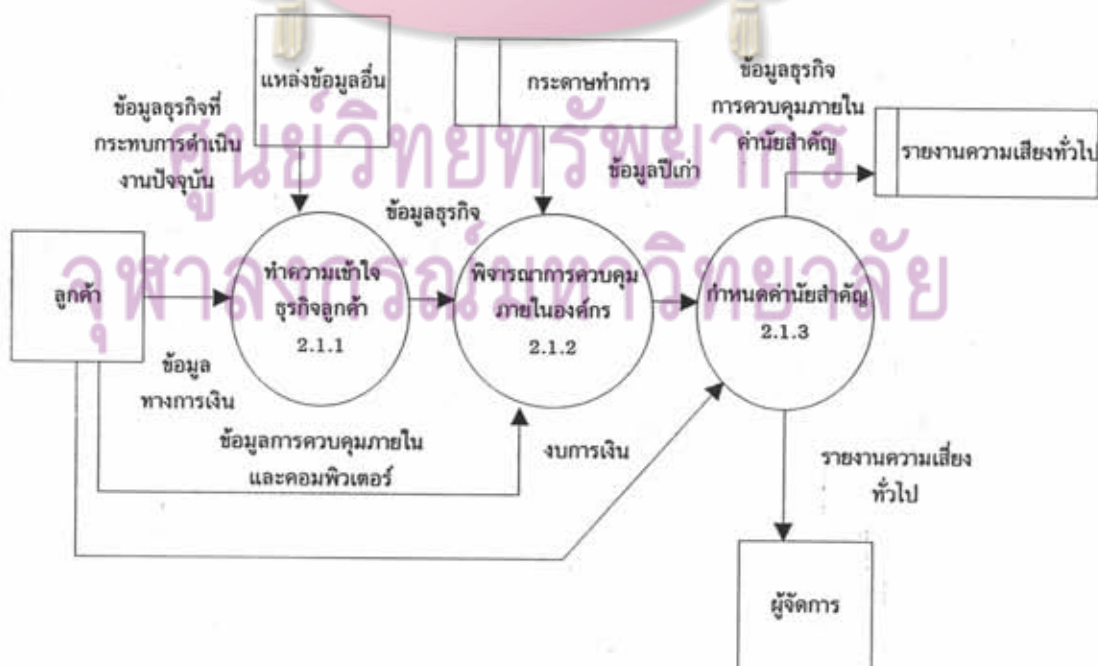 แหล่งข้อมูลอื่น
กระดาษทำการ
ข้อมูลธุรกิจ
การควบคุมภายใน
ค่านัยสำคัญ
รายงานความเสี่ยงทั่วไป
ข้อมูลธุรกิจที่
กระทบการดำเนิน
งานปัจจุบัน
ข้อมูลปีเก่า
ข้อมูลธุรกิจ
ศูนย์วิทยทรัพยากร
จุฬาลงกรณ์มหาวิทยาลัย
ลูกค้า
ทำความเข้าใจ
ธุรกิจลูกค้า
2.1.1
พิจารณาการควบคุม
ภายในองค์กร
2.1.2
กำหนดค่านัยสำคัญ
2.1.3
ข้อมูล
ทางการเงิน
ข้อมูลการควบคุมภายใน
และคอมพิวเตอร์
งบการเงิน
รายงานความเสี่ยง
ทั่วไป
ผู้จัดการ